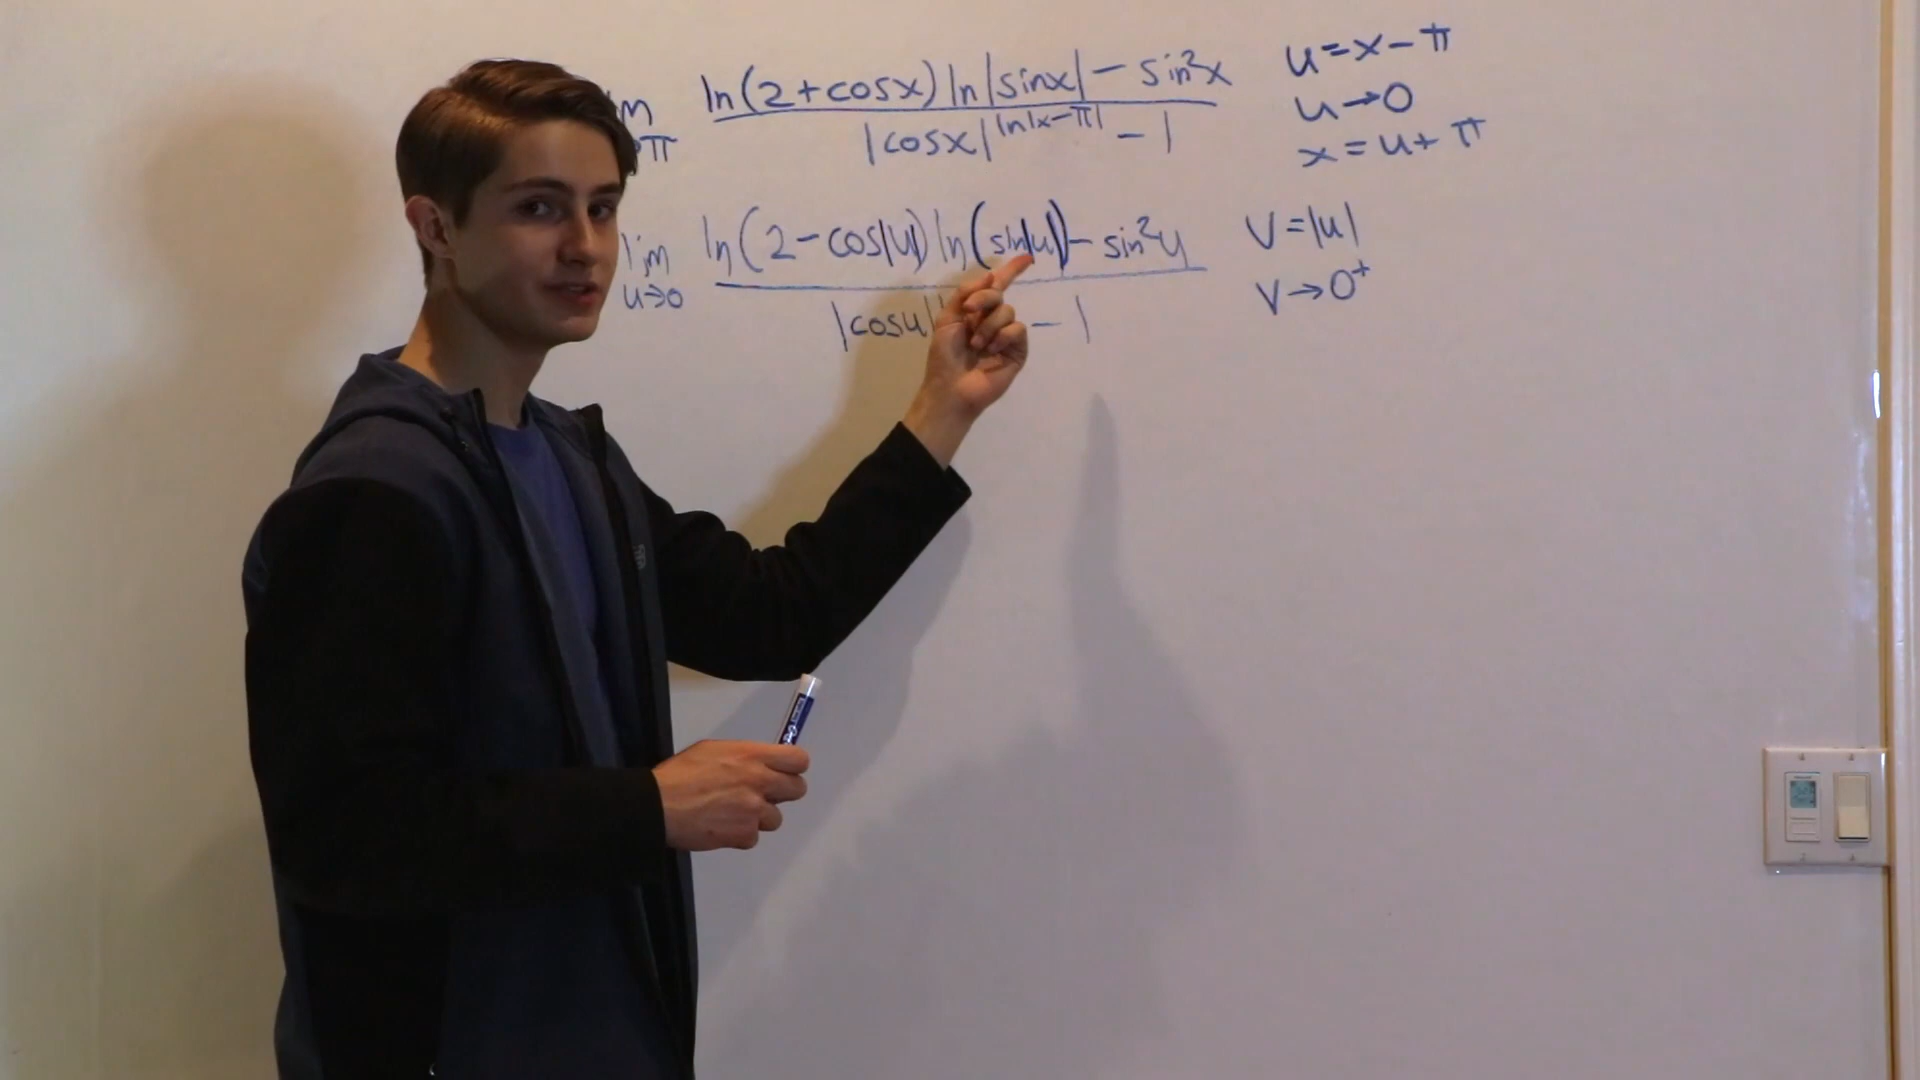 m ln(2+cosx) ln|sinx| - sin²x
π |cosx|^ln|x-π| - 1
u=x-π
u→0
x=u+π
lim ln(2-cos|u|) ln(sin|u|) - sin²u
u→0 |cosu| - 1
v=|u|
v→0⁺